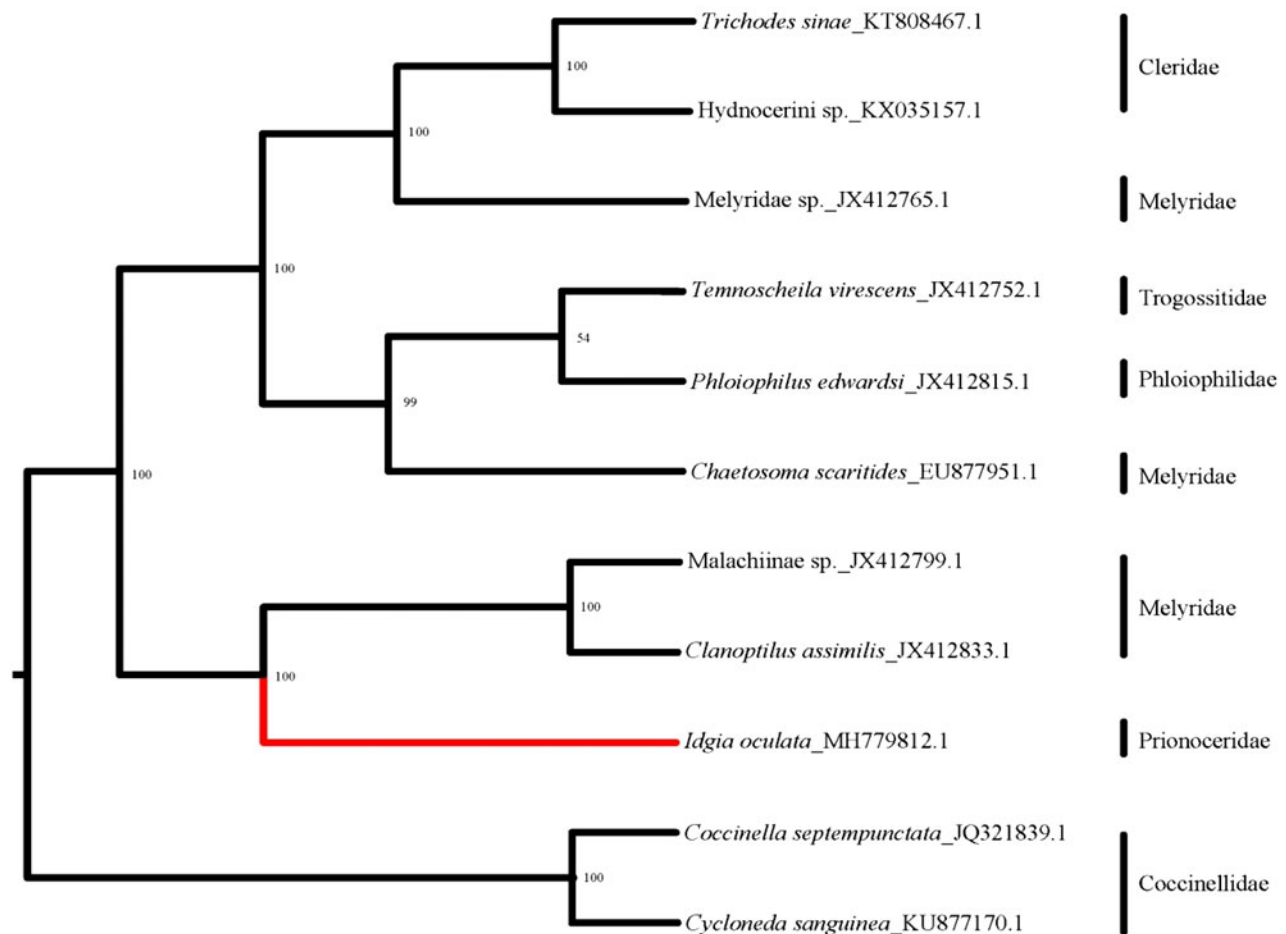 Trichodes sinae_KT808467.1
100
Cleridae
Hydnocerini sp._KX035157.1
100
Melyridae sp._JX412765.1
Melyridae
100
Temnoscheila virescens_JX412752.1
Trogossitidae
54
Phloiophilus edwardsi_JX412815.1
Phloiophilidae
99
Chaetosoma scaritides_EU877951.1
Melyridae
100
Malachiinae sp._JX412799.1
100
Melyridae
Clanoptilus assimilis_JX412833.1
100
Idgia oculata_MH779812.1
Prionoceridae
Coccinella septempunctata_JQ321839.1
100
Coccinellidae
Cycloneda sanguinea_KU877170.1